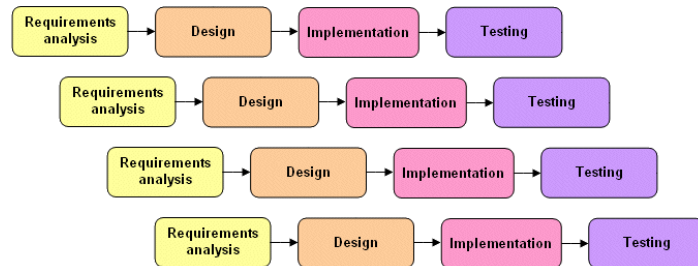 Requirements
analysis
Design
Implementation
Testing
Requirements
analysis
Design
Implementation
Testing
Requirements
analysis
Design
Implementation
Testing
Requirements
analysis
Design
Implementation
Testing